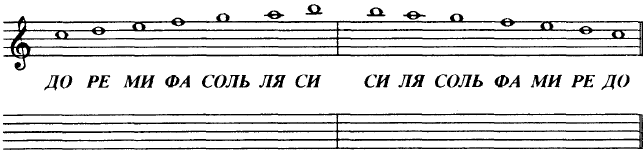 ДО РЕ МИ ФА СОЛЬ ЛЯ СИ СИ ЛЯ СОЛЬ ФА МИ РЕ ДО